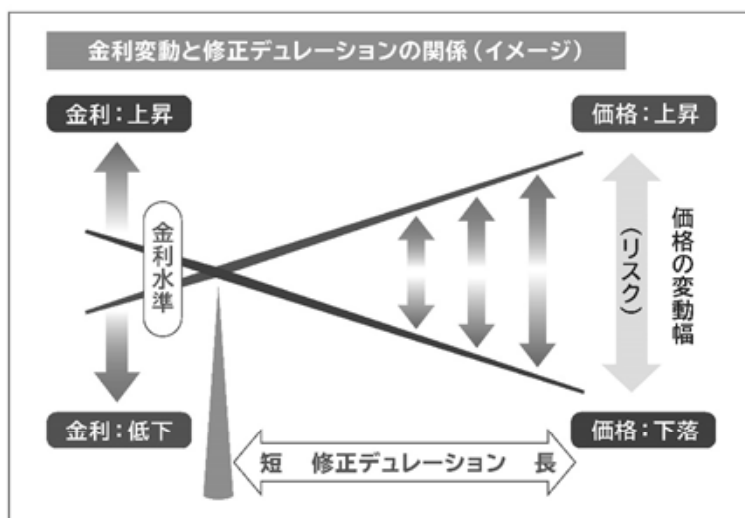 金利変動と修正デュレーションの関係（イメージ）
金利：上昇
価格：上昇
金利水準
（リスク）
価格の変動幅
金利：低下
価格：下落
短　修正デュレーション　長